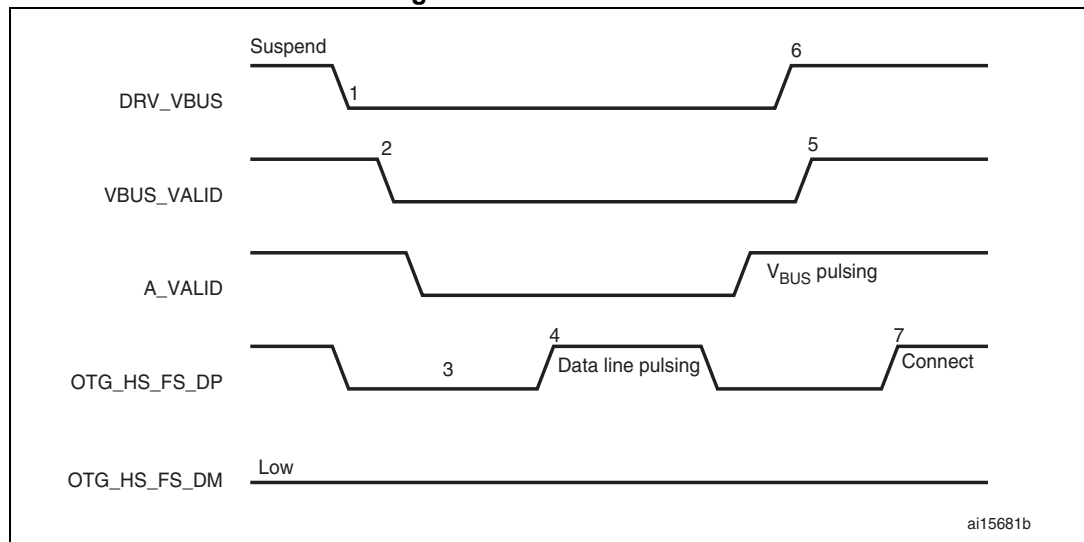 Suspend
6
DRV_VBUS
1
2
5
VBUS_VALID
A_VALID
VBUS pulsing
4
7
OTG_HS_FS_DP
3
Data line pulsing
Connect
OTG_HS_FS_DM
Low
ai15681b